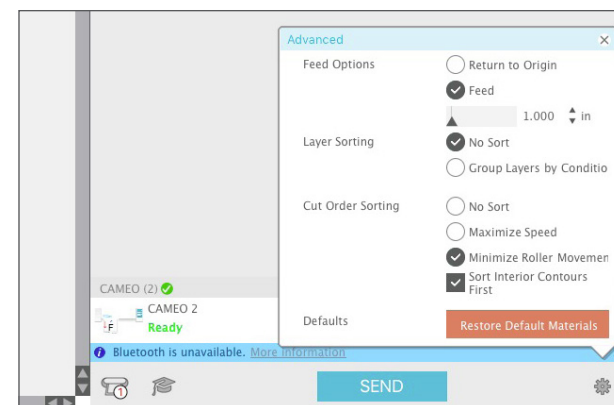 Advanced
Feed Options
Return to Origin
Feed
1.000 in
Layer Sorting
No Sort
Group Layers by Conditio
Cut Order Sorting
No Sort
Maximize Speed
Minimize Roller Movemen
Sort Interior Contours
First
Defaults
Restore Default Materials
CAMEO (2)
CAMEO 2
Ready
Bluetooth is unavailable. More Information
1
SEND